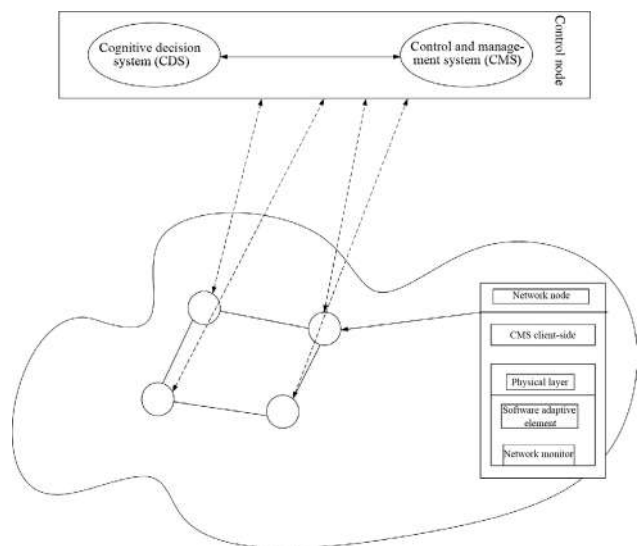 Cognitive decision
system (CDS)
Control and manage-
ment system (CMS)
Control node
Network node
CMS client-side
Physical layer
Software adaptive
element
Network monitor